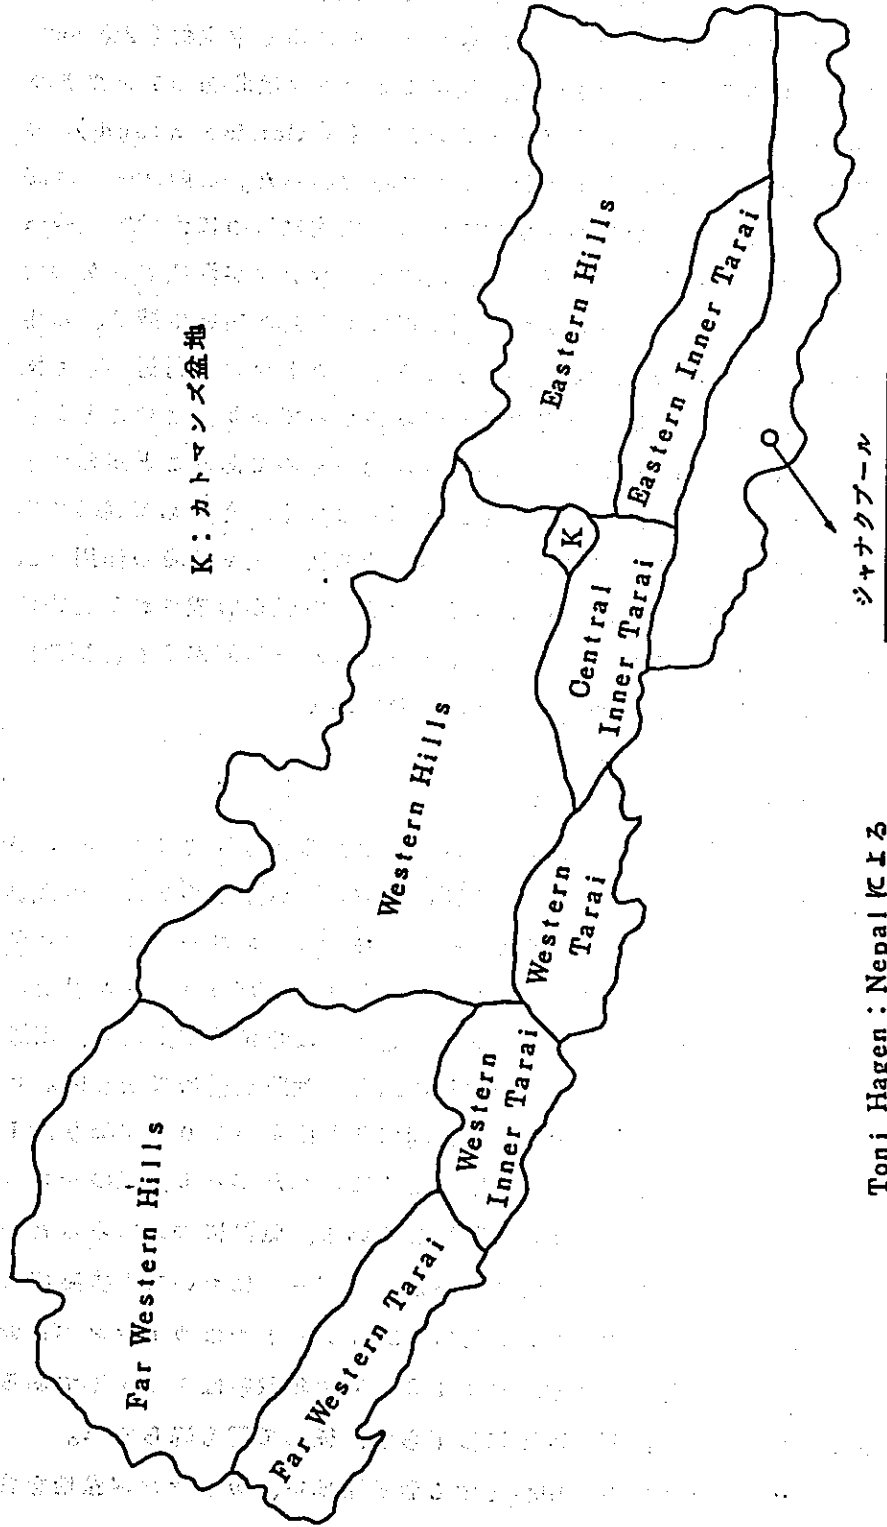 K：カトマンズ盆地
Far Western Hills
Western Hills
Eastern Hills
Far Western Tarai
Western
Inner Tarai
Western
Tarai
Central
Inner Tarai
K
Eastern Inner Tarai
ジャナクプール
Toni Hagen：Nepalによる